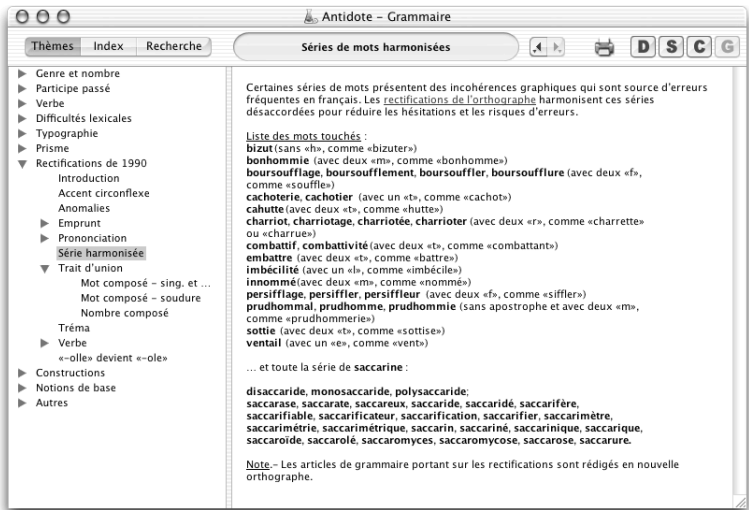 Antidote – Grammaire
Thèmes Index Recherche
Séries de mots harmonisées
D S C G
Genre et nombre
Participe passé
Verbe
Difficultés lexicales
Typographie
Prisme
Rectifications de 1990
Introduction
Accent circonflexe
Anomalies
Emprunt
Prononciation
Série harmonisée
Trait d'union
Mot composé – sing. et ...
Mot composé – soudure
Nombre composé
Tréma
Verbe
«-olle» devient «-ole»
Constructions
Notions de base
Autres
Certaines séries de mots présentent des incohérences graphiques qui sont source d'erreurs
fréquentes en français. Les rectifications de l'orthographe harmonisent ces séries
désaccordées pour réduire les hésitations et les risques d'erreurs.
Liste des mots touchés :
bizut (sans «h», comme «bizuter»)
bonhommie (avec deux «m», comme «bonhomme»)
boursoufflage, boursoufflement, boursouffler, boursoufflure (avec deux «f»,
comme «souffle»)
cachoterie, cachotier (avec un «t», comme «cachot»)
cahutte (avec deux «t», comme «hutte»)
charriot, charriotage, charriotée, charrioter (avec deux «r», comme «charrette»
ou «charrue»)
combattif, combattivité (avec deux «t», comme «combattant»)
embattre (avec deux «t», comme «battre»)
imbécilité (avec un «l», comme «imbécile»)
innommé (avec deux «m», comme «nommé»)
persifflage, persiffler, persiffleur (avec deux «f», comme «siffler»)
prudhommal, prudhomme, prudhommie (sans apostrophe et avec deux «m»,
comme «prudhommerie»)
sottie (avec deux «t», comme «sottise»)
ventail (avec un «e», comme «vent»)
... et toute la série de saccarine :
disaccaride, monosaccaride, polysaccaride;
saccarase, saccarate, saccareux, saccaride, saccaridé, saccarifère,
saccarifiable, saccarificateur, saccarification, saccarifier, saccarimètre,
saccarimétrie, saccarimétrique, saccarin, saccariné, saccarinique, saccarique,
saccaroïde, saccarolé, saccaromyces, saccaromycose, saccarose, saccarure.
Note.– Les articles de grammaire portant sur les rectifications sont rédigés en nouvelle
orthographe.